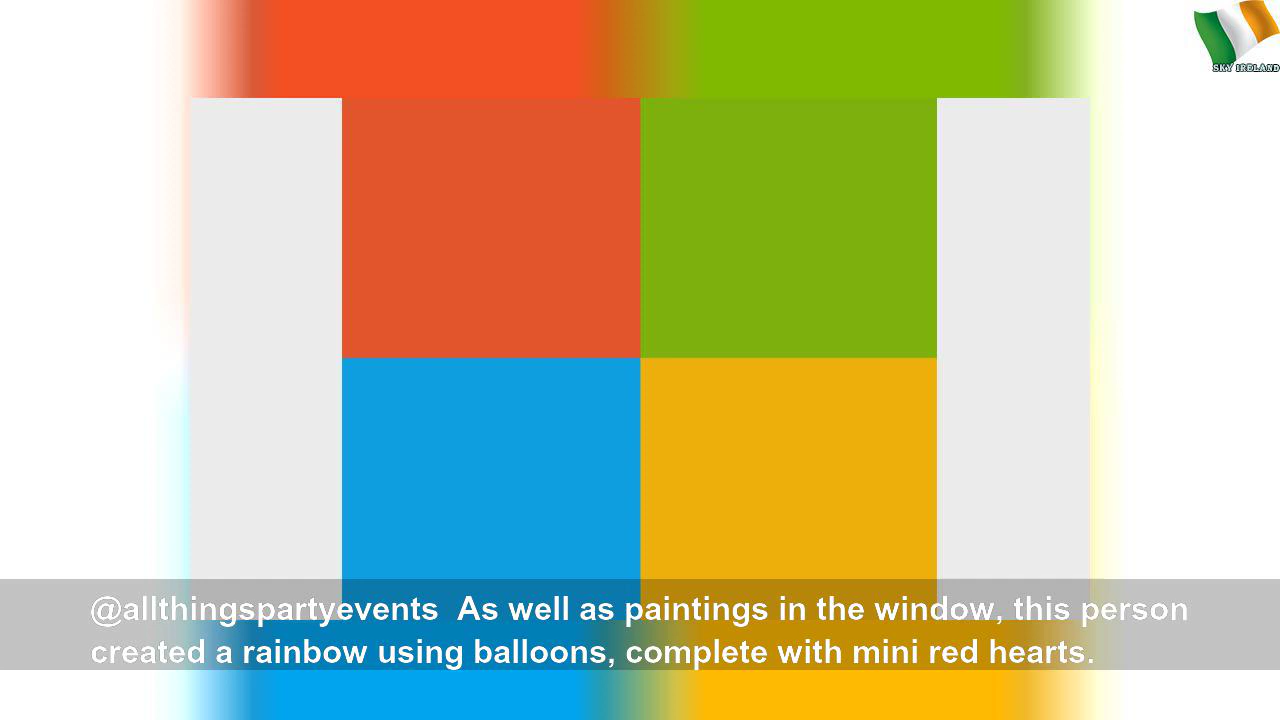 SKY IRELAND
@allthingspartyevents  As well as paintings in the window, this person
created a rainbow using balloons, complete with mini red hearts.